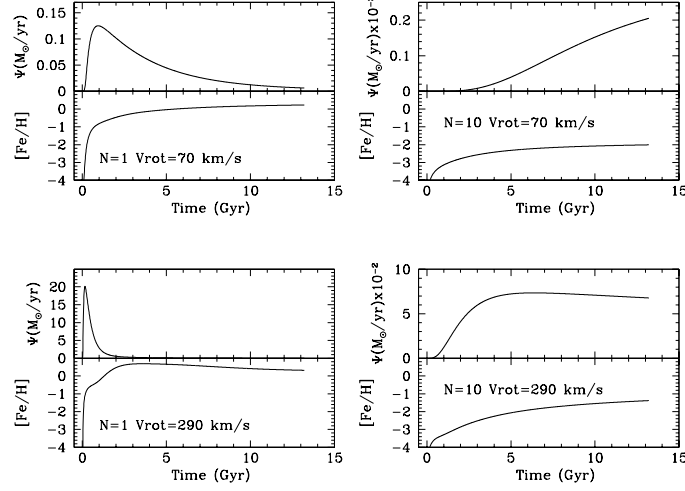 Ψ(M☉/yr)
0.15
0.1
0.05
0
[Fe/H]
0
−1
−2
−3
−4
N=1 Vrot=70 km/s
0 5 10 15
Time (Gyr)
Ψ(M☉/yr)x10⁻²
0.2
0.1
0
[Fe/H]
0
−1
−2
−3
−4
N=10 Vrot=70 km/s
0 5 10 15
Time (Gyr)
Ψ(M☉/yr)
20
15
10
5
0
[Fe/H]
0
−1
−2
−3
−4
N=1 Vrot=290 km/s
0 5 10 15
Time (Gyr)
Ψ(M☉/yr)x10⁻²
10
5
0
[Fe/H]
0
−1
−2
−3
−4
N=10 Vrot=290 km/s
0 5 10 15
Time (Gyr)